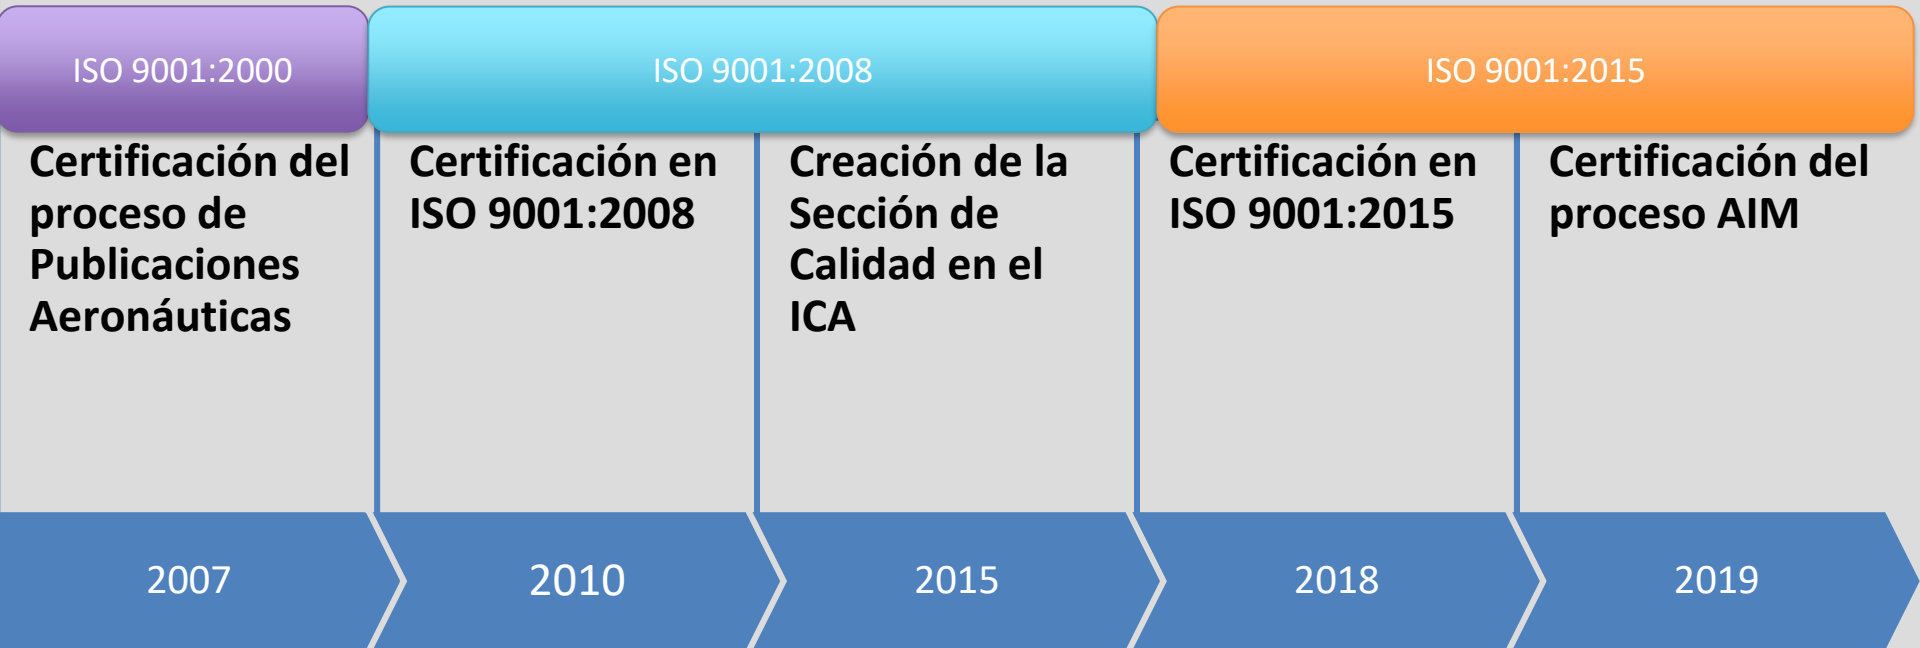 ISO 9001:2000
ISO 9001:2008
ISO 9001:2015
Certificación del
proceso de
Publicaciones
Aeronáuticas
Certificación en
ISO 9001:2008
Creación de la
Sección de
Calidad en el
ICA
Certificación en
ISO 9001:2015
Certificación del
proceso AIM
2007
2010
2015
2018
2019